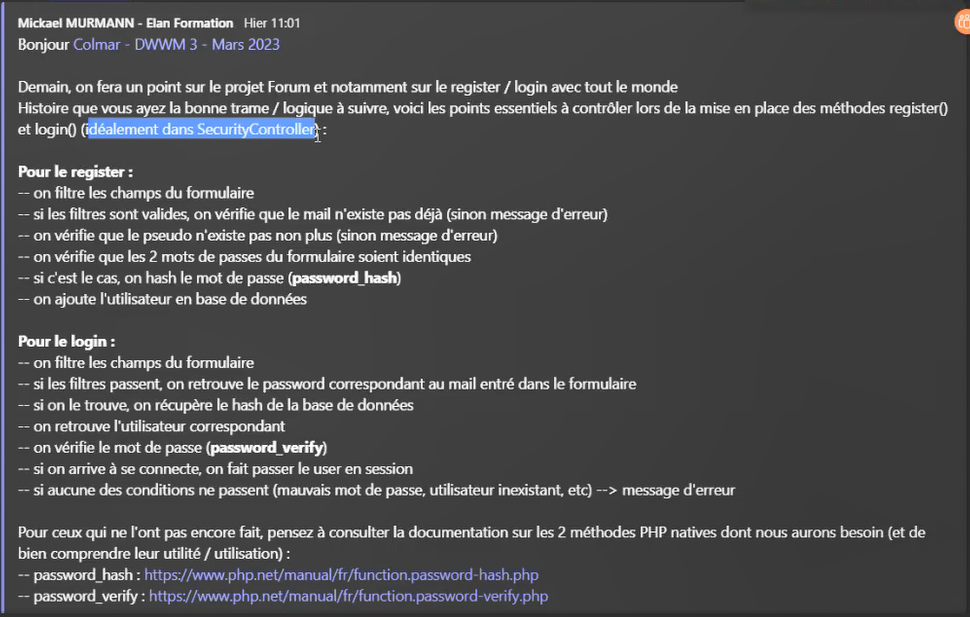 Mickael MURMANN - Elan Formation Hier 11:01
Bonjour Colmar - DWWM 3 - Mars 2023
Demain, on fera un point sur le projet Forum et notamment sur le register / login avec tout le monde
Histoire que vous ayez la bonne trame / logique à suivre, voici les points essentiels à contrôler lors de la mise en place des méthodes register()
et login() (idéalement dans SecurityController) :
Pour le register :
-- on filtre les champs du formulaire
-- si les filtres sont valides, on vérifie que le mail n'existe pas déjà (sinon message d'erreur)
-- on vérifie que le pseudo n'existe pas non plus (sinon message d'erreur)
-- on vérifie que les 2 mots de passes du formulaire soient identiques
-- si c'est le cas, on hash le mot de passe (password_hash)
-- on ajoute l'utilisateur en base de données
Pour le login :
-- on filtre les champs du formulaire
-- si les filtres passent, on retrouve le password correspondant au mail entré dans le formulaire
-- si on le trouve, on récupère le hash de la base de données
-- on retrouve l'utilisateur correspondant
-- on vérifie le mot de passe (password_verify)
-- si on arrive à se connecte, on fait passer le user en session
-- si aucune des conditions ne passent (mauvais mot de passe, utilisateur inexistant, etc) --> message d'erreur
Pour ceux qui ne l'ont pas encore fait, pensez à consulter la documentation sur les 2 méthodes PHP natives dont nous aurons besoin (et de
bien comprendre leur utilité / utilisation) :
-- password_hash : https://www.php.net/manual/fr/function.password-hash.php
-- password_verify : https://www.php.net/manual/fr/function.password-verify.php